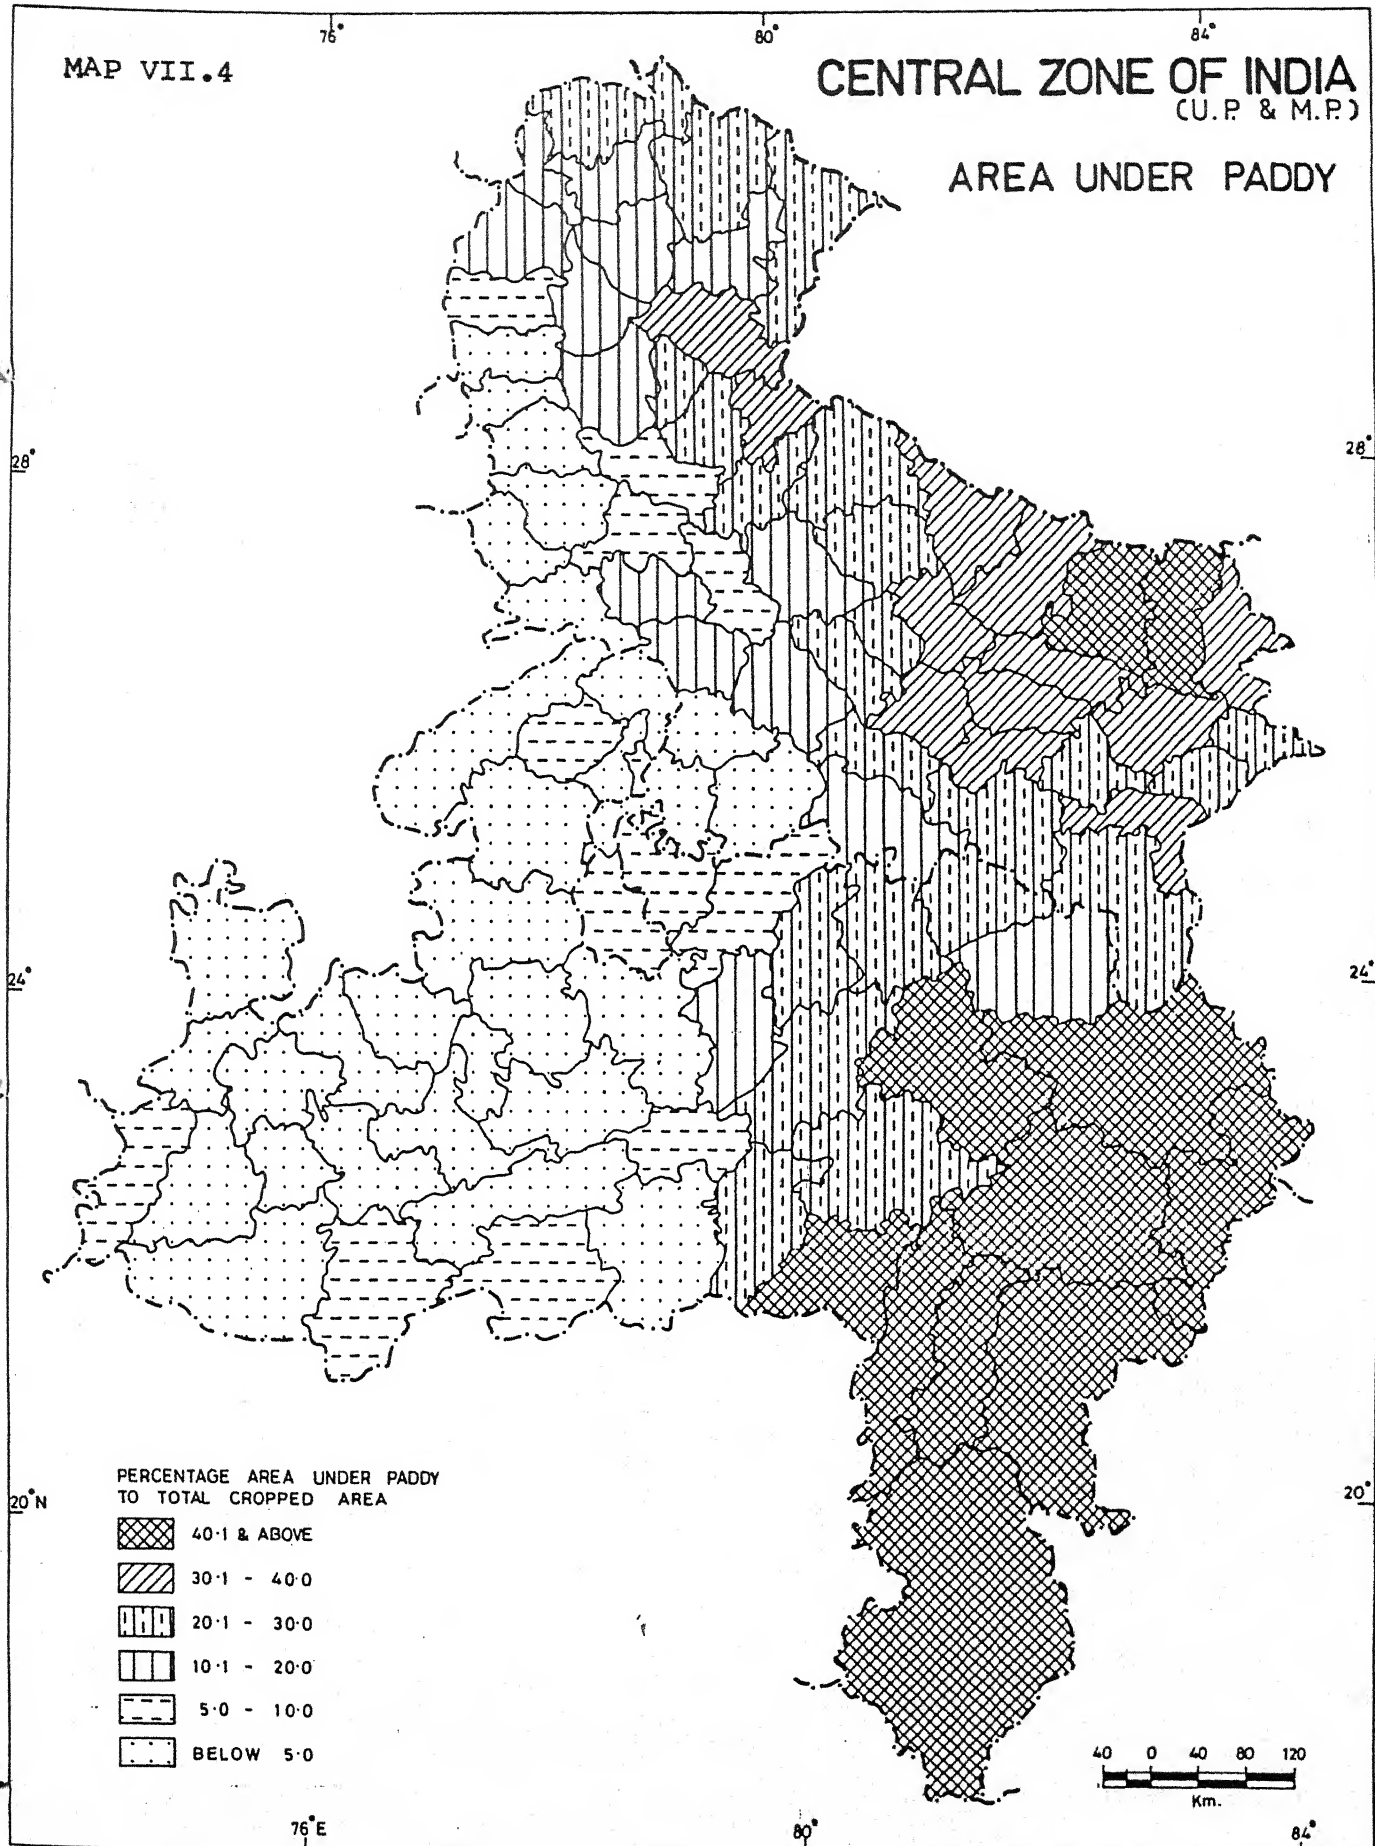 76°
80°
84°
MAP VII.4
CENTRAL ZONE OF INDIA
(U.P. & M.P.)
AREA UNDER PADDY
28°
28°
24°
24°
20°N
20°
PERCENTAGE AREA UNDER PADDY
TO TOTAL CROPPED AREA
40·1 & ABOVE
30·1 - 40·0
20·1 - 30·0
10·1 - 20·0
5·0 - 10·0
BELOW 5·0
40 0 40 80 120
Km.
76°E
80°
84°